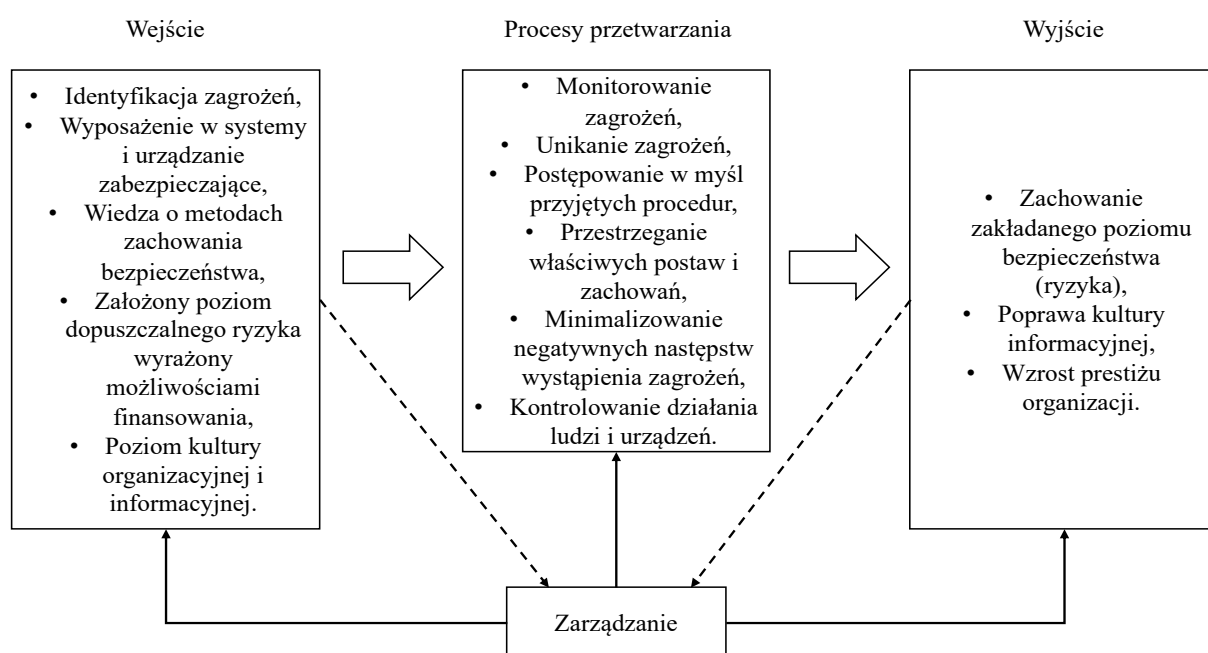 Wejście
• Identyfikacja zagrożeń,
• Wyposażenie w systemy
i urządzanie
zabezpieczające,
• Wiedza o metodach
zachowania
bezpieczeństwa,
• Założony poziom
dopuszczalnego ryzyka
wyrażony
możliwościami
finansowania,
• Poziom kultury
organizacyjnej i
informacyjnej.
Procesy przetwarzania
• Monitorowanie
zagrożeń,
• Unikanie zagrożeń,
• Postępowanie w myśl
przyjętych procedur,
• Przestrzeganie
właściwych postaw i
zachowań,
• Minimalizowanie
negatywnych następstw
wystąpienia zagrożeń,
• Kontrolowanie działania
ludzi i urządzeń.
Wyjście
• Zachowanie
zakładanego poziomu
bezpieczeństwa
(ryzyka),
• Poprawa kultury
informacyjnej,
• Wzrost prestiżu
organizacji.
Zarządzanie